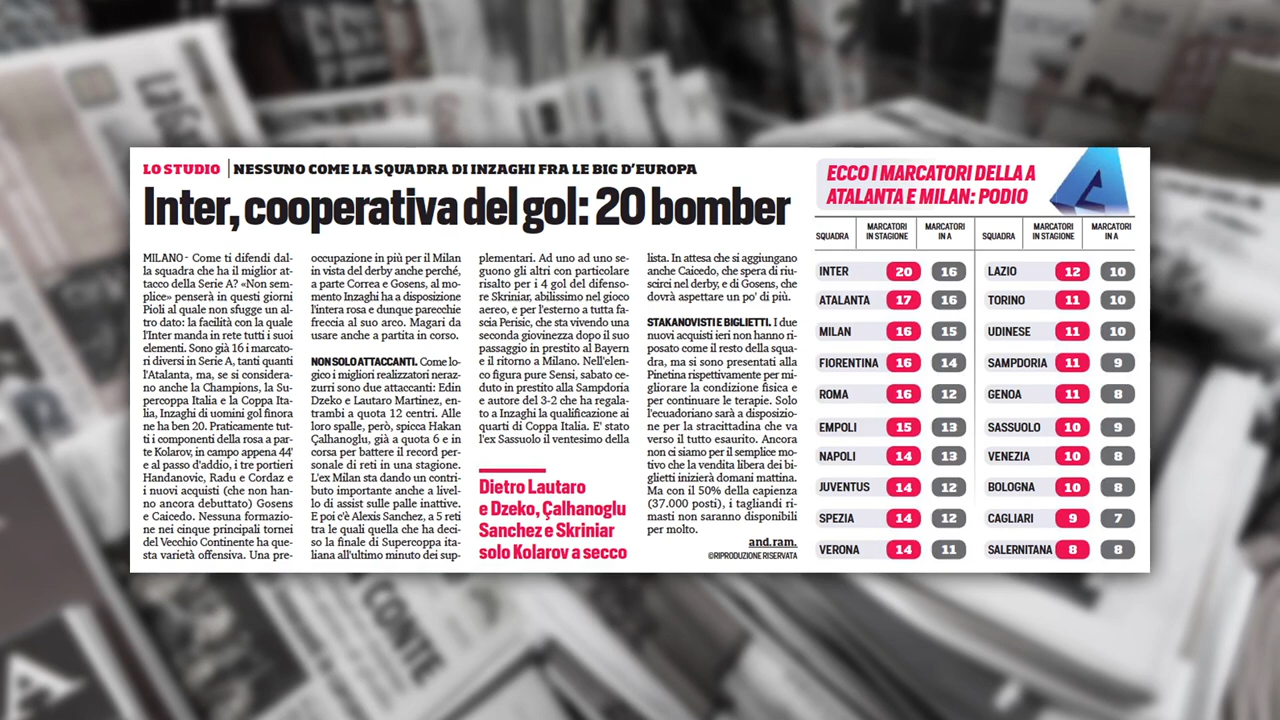 LO STUDIO NESSUNO COME LA SQUADRA DI INZAGHI FRA LE BIG D'EUROPA
Inter, cooperativa del gol: 20 bomber
MILANO - Come ti difendi dal-
la squadra che ha il miglior at-
tacco della Serie A? «Non sem-
plice» penserà in questi giorni
Pioli al quale non sfugge un al-
tro dato: la facilità con la quale
l'Inter manda in rete tutti i suoi
elementi. Sono già 16 i marcato-
ri diversi in Serie A, tanti quanti
l'Atalanta, ma, se si considera-
no anche la Champions, la Su-
percoppa Italia e la Coppa Ita-
lia, Inzaghi di uomini gol finora
ne ha ben 20. Praticamente tut-
ti i componenti della rosa a par-
te Kolarov, in campo appena 44'
e al passo d'addio, i tre portieri
Handanovic, Radu e Cordaz e
i nuovi acquisti (che non han-
no ancora debuttato) Gosens
e Caicedo. Nessuna formazio-
ne nei cinque principali tornei
del Vecchio Continente ha que-
sta varietà offensiva. Una pre-
occupazione in più per il Milan
in vista del derby anche perché,
a parte Correa e Gosens, al mo-
mento Inzaghi ha a disposizione
l'intera rosa e dunque parecchie
freccia al suo arco. Magari da
usare anche a partita in corso.
NON SOLO ATTACCANTI. Come lo-
gico i migliori realizzatori neraz-
zurri sono due attaccanti: Edin
Dzeko e Lautaro Martinez, en-
trambi a quota 12 centri. Alle
loro spalle, però, spicca Hakan
Çalhanoglu, già a quota 6 e in
corsa per battere il record per-
sonale di reti in una stagione.
L'ex Milan sta dando un contri-
buto importante anche a livel-
lo di assist sulle palle inattive.
E poi c'è Alexis Sanchez, a 5 reti
tra le quali quella che ha deci-
so la finale di Supercoppa ita-
liana all'ultimo minuto dei sup-
plementari. Ad uno ad uno se-
guono gli altri con particolare
risalto per i 4 gol del difenso-
re Skriniar, abilissimo nel gioco
aereo, e per l'esterno a tutta fa-
scia Perisic, che sta vivendo una
seconda giovinezza dopo il suo
passaggio in prestito al Bayern
e il ritorno a Milano. Nell'elen-
co figura pure Sensi, sabato ce-
duto in prestito alla Sampdoria
e autore del 3-2 che ha regala-
to a Inzaghi la qualificazione ai
quarti di Coppa Italia. E' stato
l'ex Sassuolo il ventesimo della
Dietro Lautaro
e Dzeko, Çalhanoglu
Sanchez e Skriniar
solo Kolarov a secco
lista. In attesa che si aggiungano
anche Caicedo, che spera di riu-
scirci nel derby, e di Gosens, che
dovrà aspettare un po' di più.
STAKANOVISTI E BIGLIETTI. I due
nuovi acquisti ieri non hanno ri-
posato come il resto della squa-
dra, ma si sono presentati alla
Pinetina rispettivamente per mi-
gliorare la condizione fisica e
per continuare le terapie. Solo
l'ecuadoriano sarà a disposizio-
ne per la stracittadina che va
verso il tutto esaurito. Ancora
non ci siamo per il semplice mo-
tivo che la vendita libera dei bi-
glietti inizierà domani mattina.
Ma con il 50% della capienza
(37.000 posti), i tagliandi ri-
masti non saranno disponibili
per molto.
and.ram.
©RIPRODUZIONE RISERVATA
ECCO I MARCATORI DELLA A
ATALANTA E MILAN: PODIO
SQUADRA MARCATORI IN STAGIONE MARCATORI IN A SQUADRA MARCATORI IN STAGIONE MARCATORI IN A
INTER 20 16 LAZIO 12 10
ATALANTA 17 16 TORINO 11 10
MILAN 16 15 UDINESE 11 10
FIORENTINA 16 14 SAMPDORIA 11 9
ROMA 16 12 GENOA 11 8
EMPOLI 15 13 SASSUOLO 10 9
NAPOLI 14 13 VENEZIA 10 8
JUVENTUS 14 12 BOLOGNA 10 8
SPEZIA 14 12 CAGLIARI 9 7
VERONA 14 11 SALERNITANA 8 8
CONTE